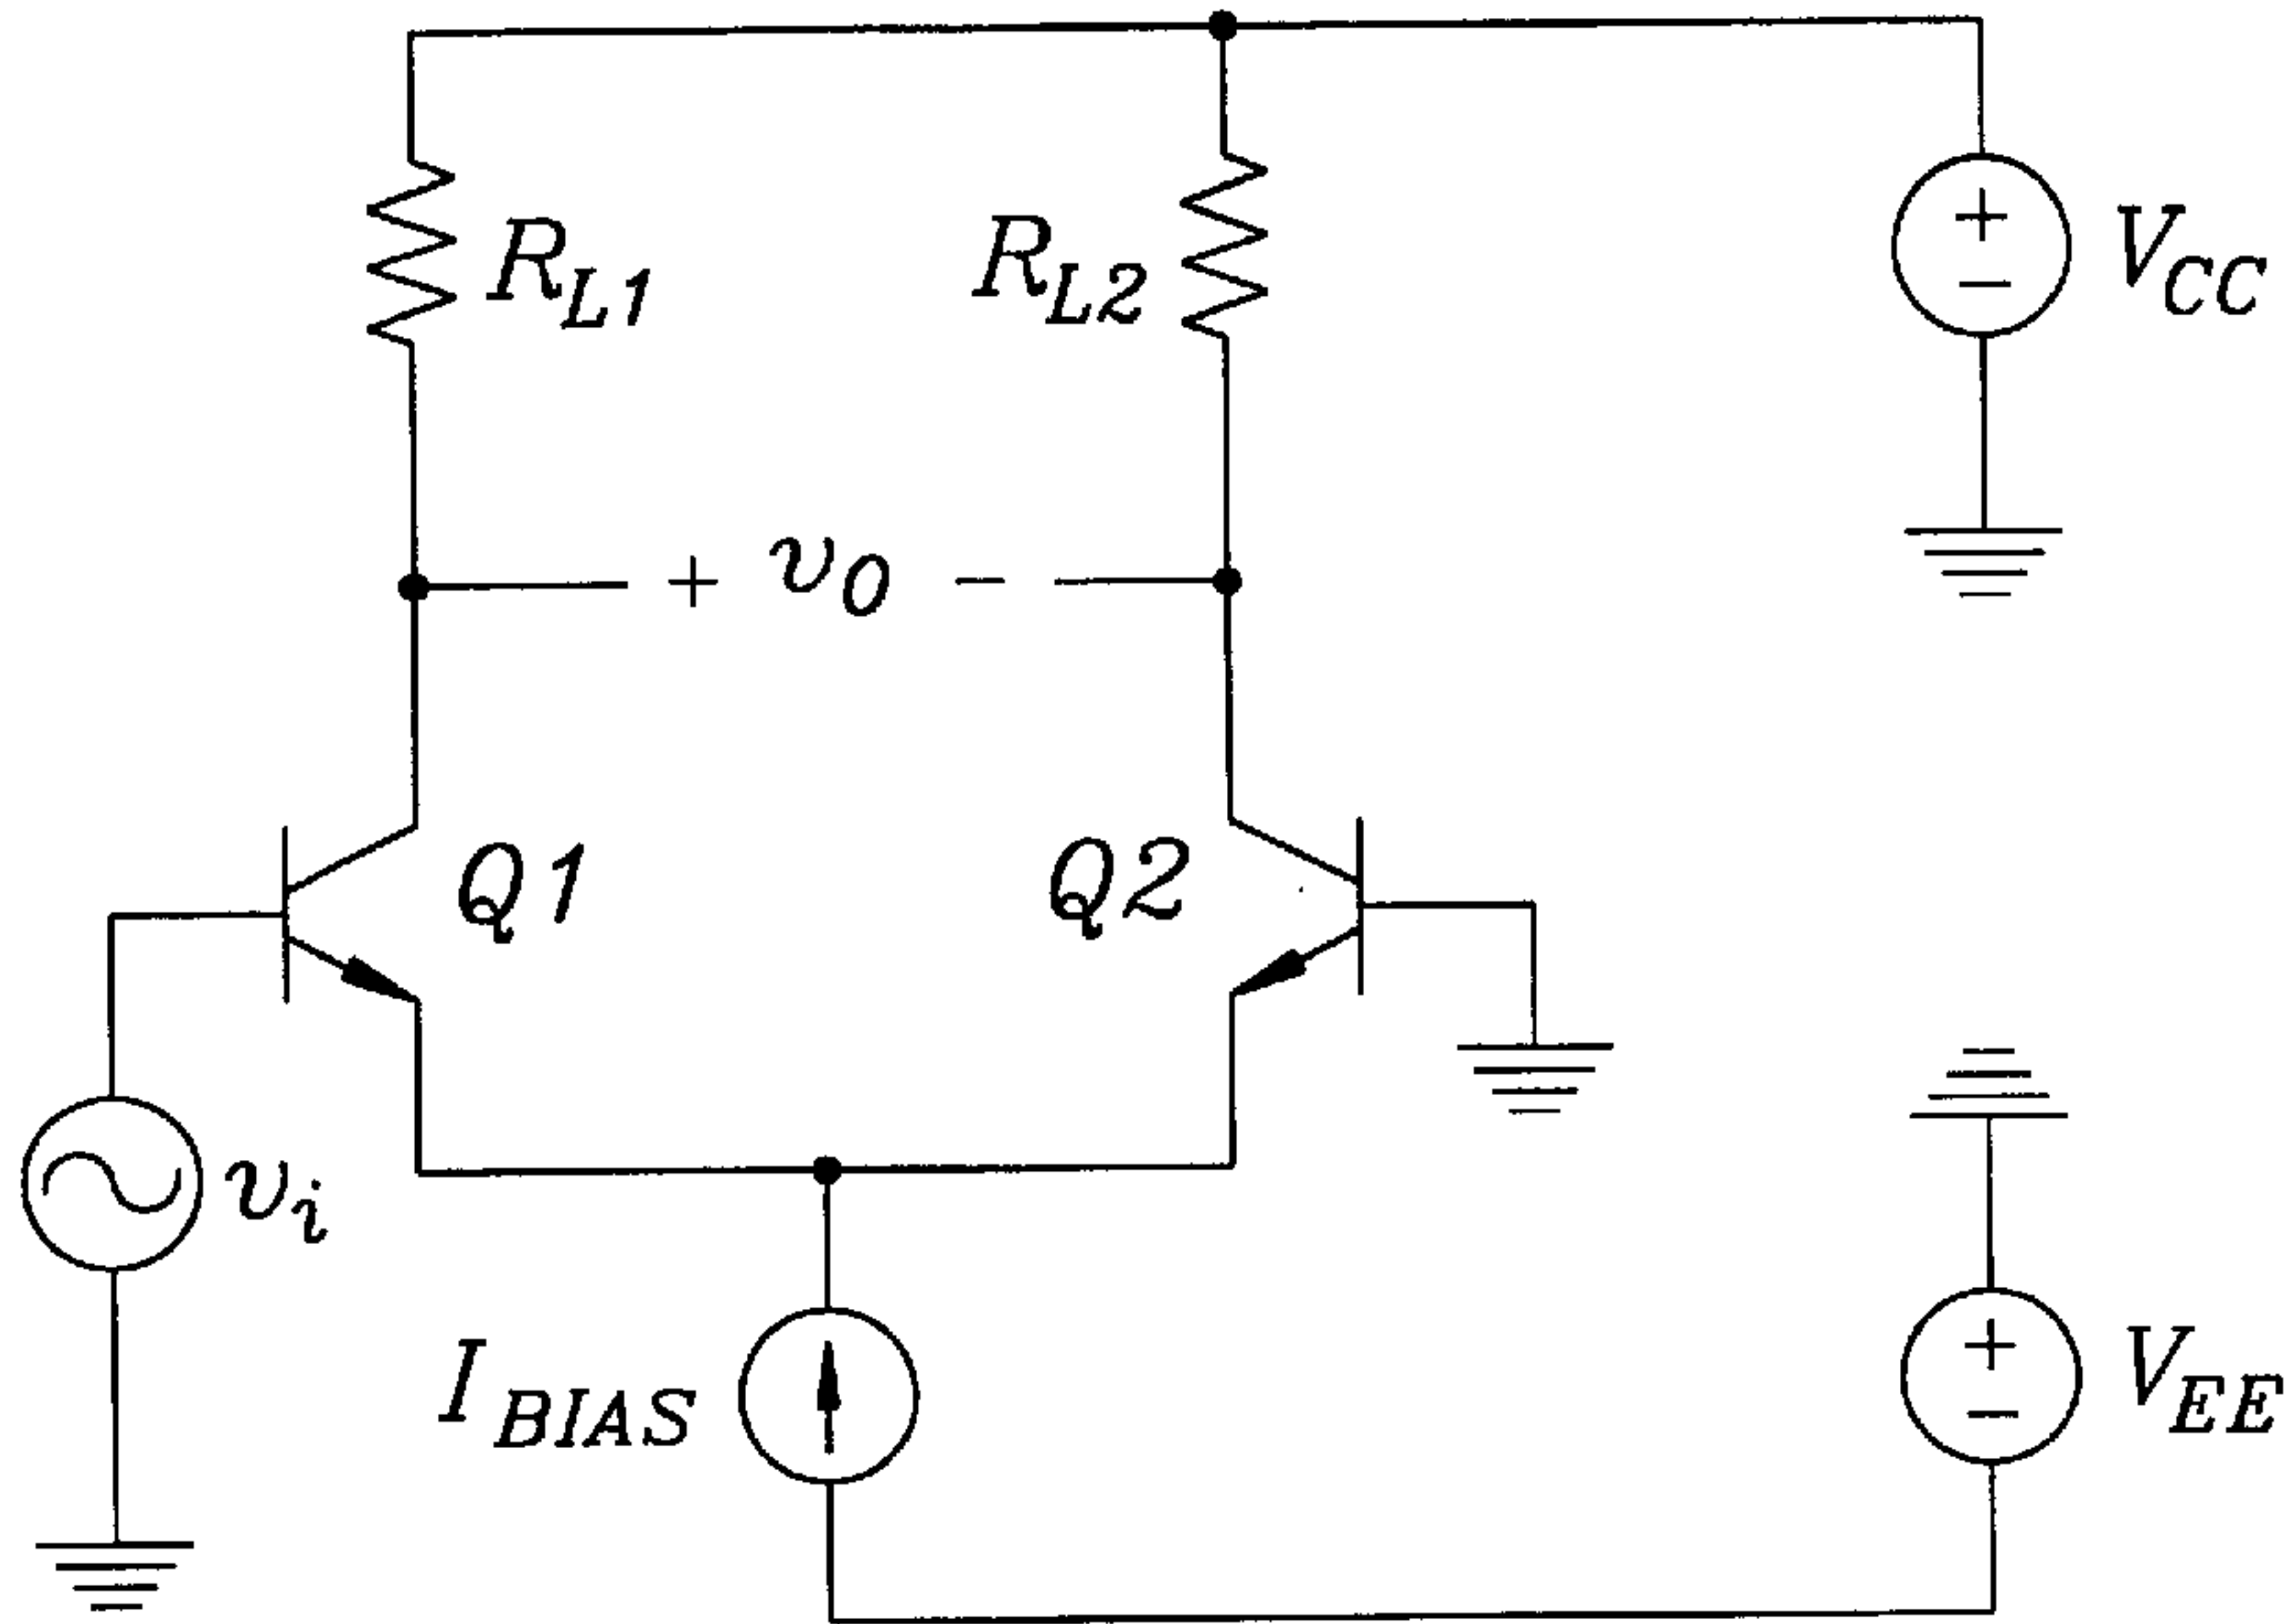 R_L1
R_L2
+
−
V_CC
+ v_O −
Q1
Q2
v_i
I_BIAS
+
−
V_EE